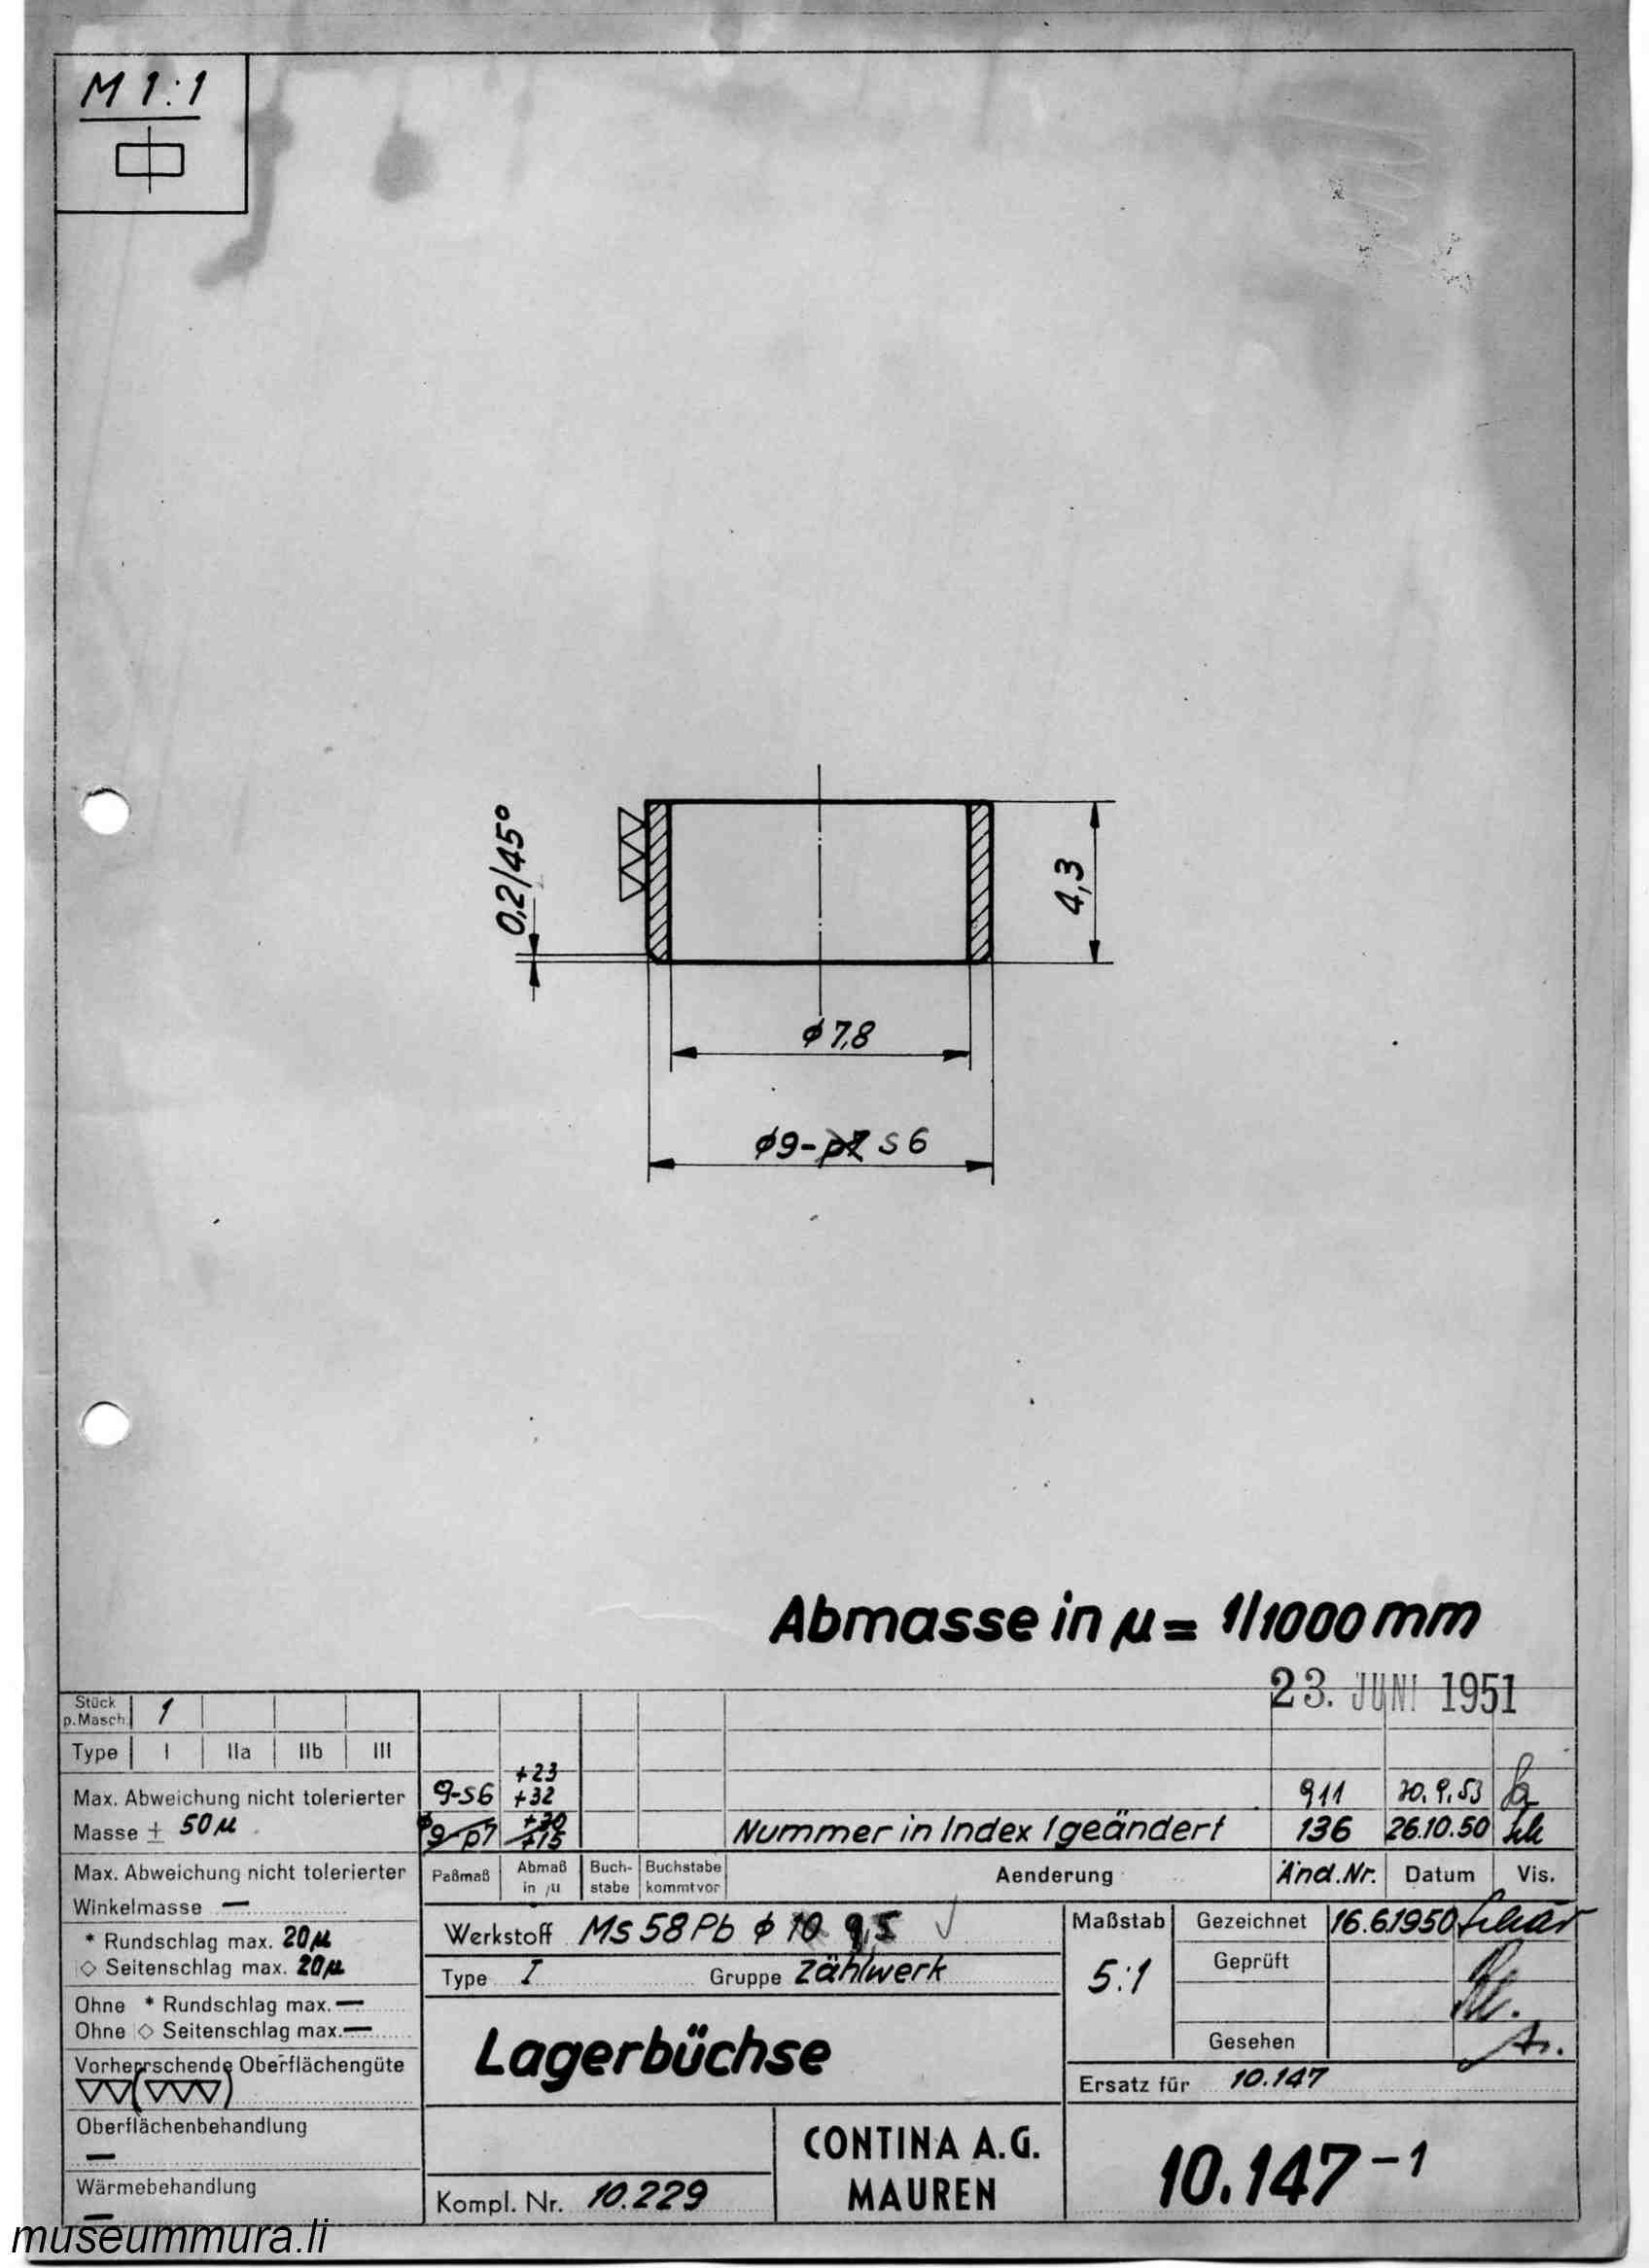 M 1:1
0,2/45°
4,3
ϕ7,8
ϕ9-p7 s6
Abmasse in µ = 1/1000 mm
23. JUNI 1951
Stück
p.Masch. 1
Type I IIa IIb III
Max. Abweichung nicht tolerierter
Masse ± 50µ
Max. Abweichung nicht tolerierter
Winkelmasse —
* Rundschlag max. 20µ
◇ Seitenschlag max. 20µ
Ohne * Rundschlag max. —
Ohne ◇ Seitenschlag max. —
Vorherrschende Oberflächengüte
▽▽(▽▽▽)
Oberflächenbehandlung
—
Wärmebehandlung
—
+23
9-s6 +32 911 30.9.53
+30
ϕ9-p7 +15 Nummer in Index 1 geändert 136 26.10.50
Paßmaß Abmaß in µ Buchstabe Buchstabe kommt vor Aenderung Änd.Nr. Datum Vis.
Werkstoff Ms 58 Pb ϕ 10 9,5
Type I Gruppe Zählwerk
Lagerbüchse
Kompl. Nr. 10.229
CONTINA A.G.
MAUREN
Maßstab
5:1
Gezeichnet 16.6.1950 Schär
Geprüft
Gesehen
Ersatz für 10.147
10.147-1
museummura.li